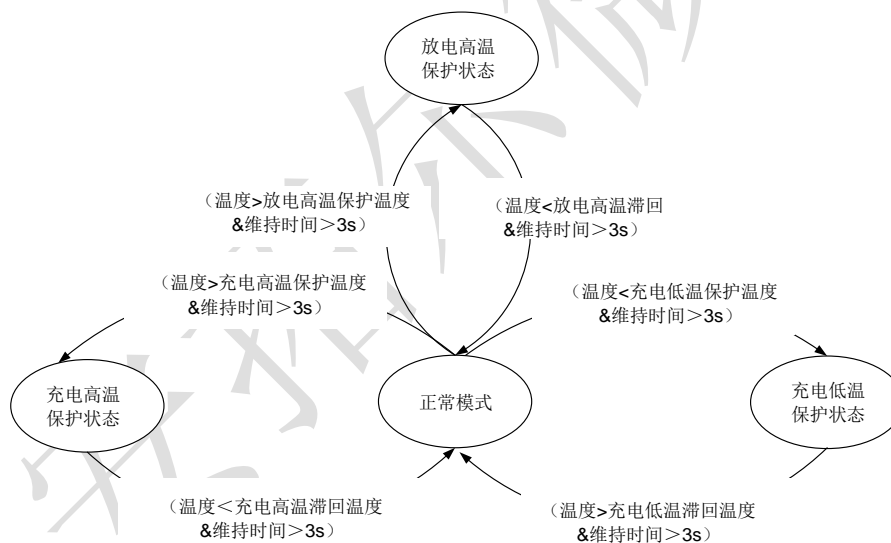 放电高温
保护状态
（温度>放电高温保护温度
&维持时间＞3s）
（温度<放电高温滞回
&维持时间＞3s）
（温度>充电高温保护温度
&维持时间＞3s）
（温度<充电低温保护温度
&维持时间＞3s）
充电高温
保护状态
正常模式
充电低温
保护状态
（温度＜充电高温滞回温度
&维持时间＞3s）
（温度>充电低温滞回温度
&维持时间＞3s）